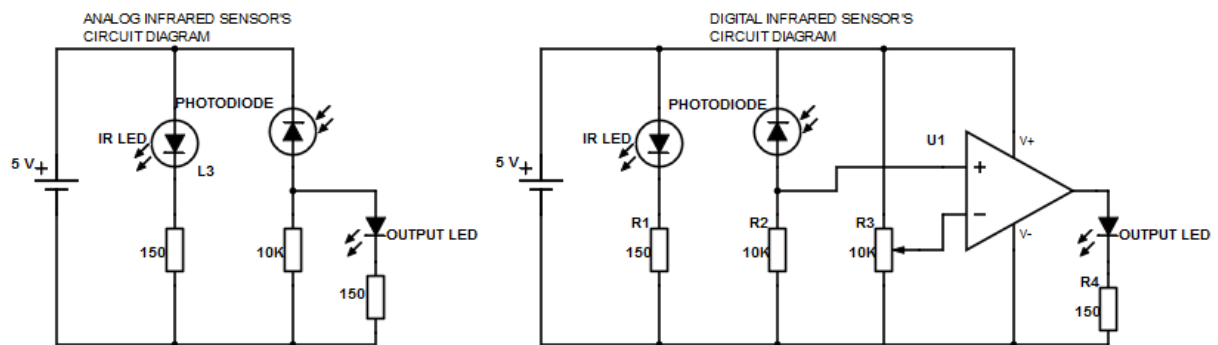 ANALOG INFRARED SENSOR'S
CIRCUIT DIAGRAM
PHOTODIODE
IR LED
L3
5 V
+
150
10K
OUTPUT LED
150
DIGITAL INFRARED SENSOR'S
CIRCUIT DIAGRAM
PHOTODIODE
IR LED
U1
V+
5 V
+
+
−
R1
150
R2
10K
R3
10K
V-
OUTPUT LED
R4
150